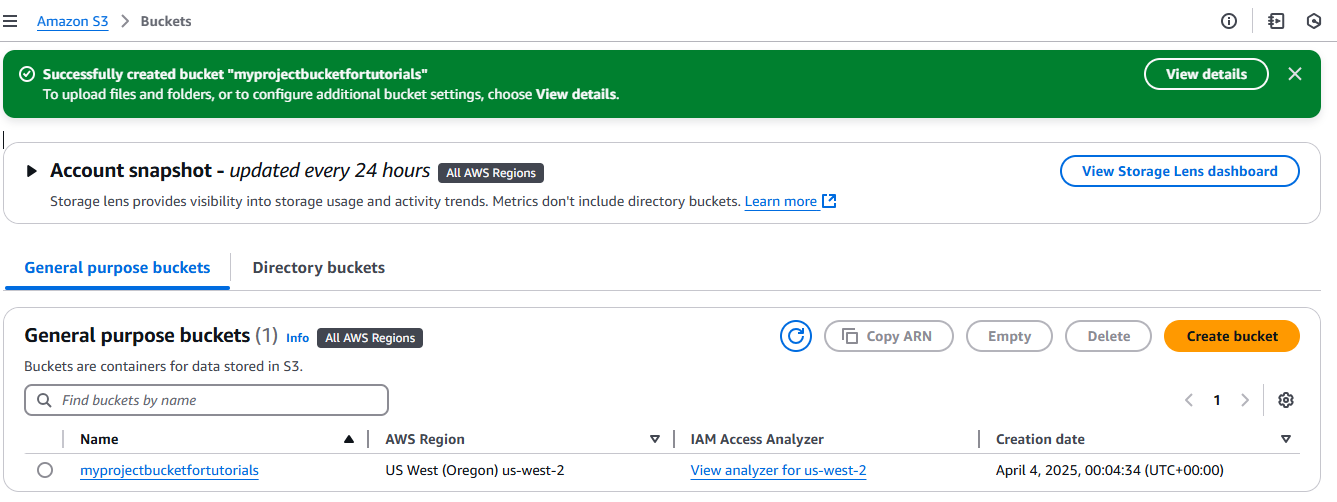 Amazon S3 > Buckets
Successfully created bucket "myprojectbucketfortutorials"
View details
To upload files and folders, or to configure additional bucket settings, choose View details.
Account snapshot - updated every 24 hours All AWS Regions
View Storage Lens dashboard
Storage lens provides visibility into storage usage and activity trends. Metrics don't include directory buckets. Learn more
General purpose buckets Directory buckets
General purpose buckets (1) Info All AWS Regions
Copy ARN Empty Delete Create bucket
Buckets are containers for data stored in S3.
Find buckets by name
1
Name AWS Region IAM Access Analyzer Creation date
myprojectbucketfortutorials US West (Oregon) us-west-2 View analyzer for us-west-2 April 4, 2025, 00:04:34 (UTC+00:00)